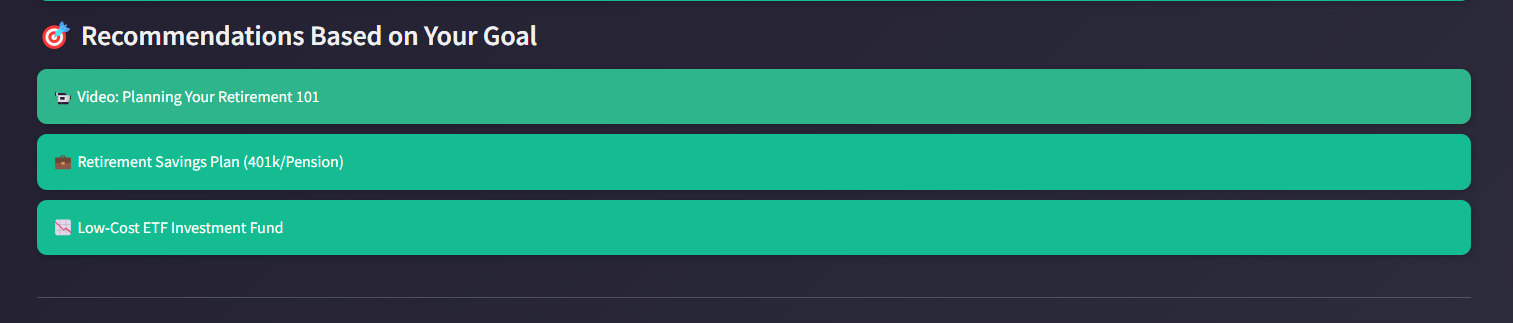 Recommendations Based on Your Goal
Video: Planning Your Retirement 101
Retirement Savings Plan (401k/Pension)
Low-Cost ETF Investment Fund